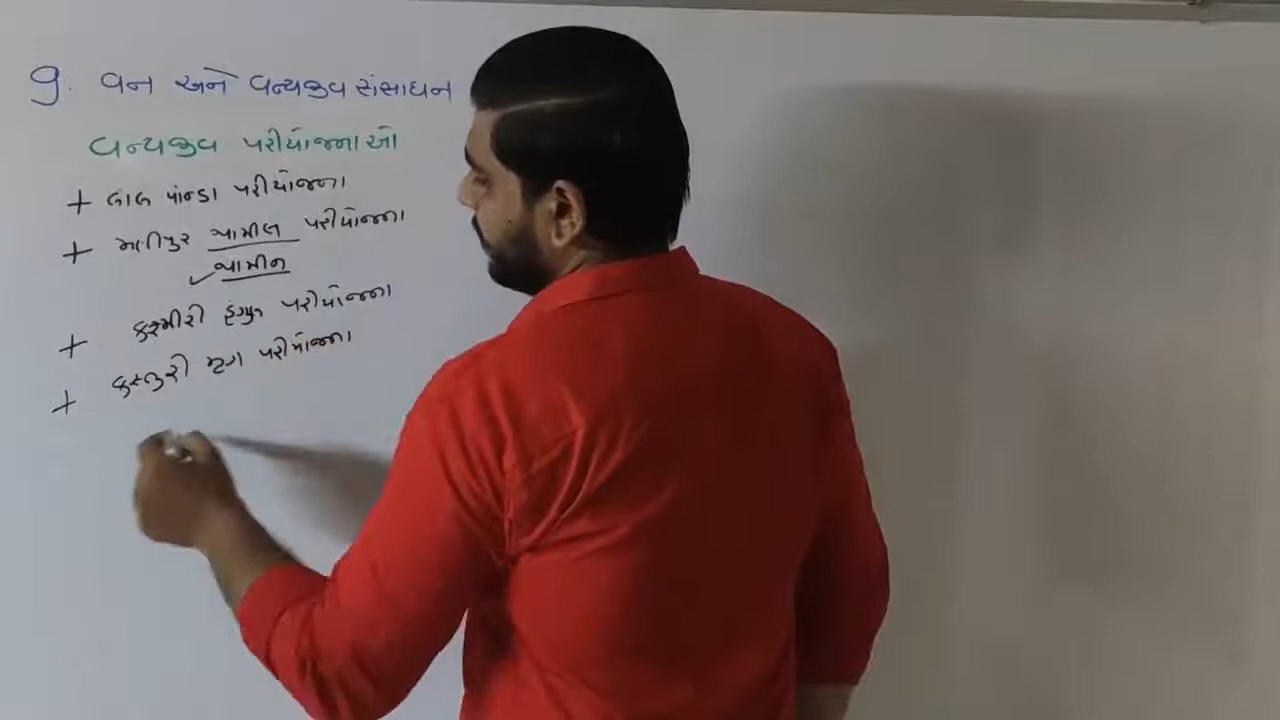 9. વન અને વન્યજીવ સંસાધન
વન્યજીવ પરીયોજનાઓ
+ લાલ પાંન્ડા પરીયોજના
+ મણીપુર થામીલ પરીયોજના
✓થામીન
+ કશ્મીરી હંગુલ પરીયોજના
+ કસ્તુરી મૃગ પરીયોજના